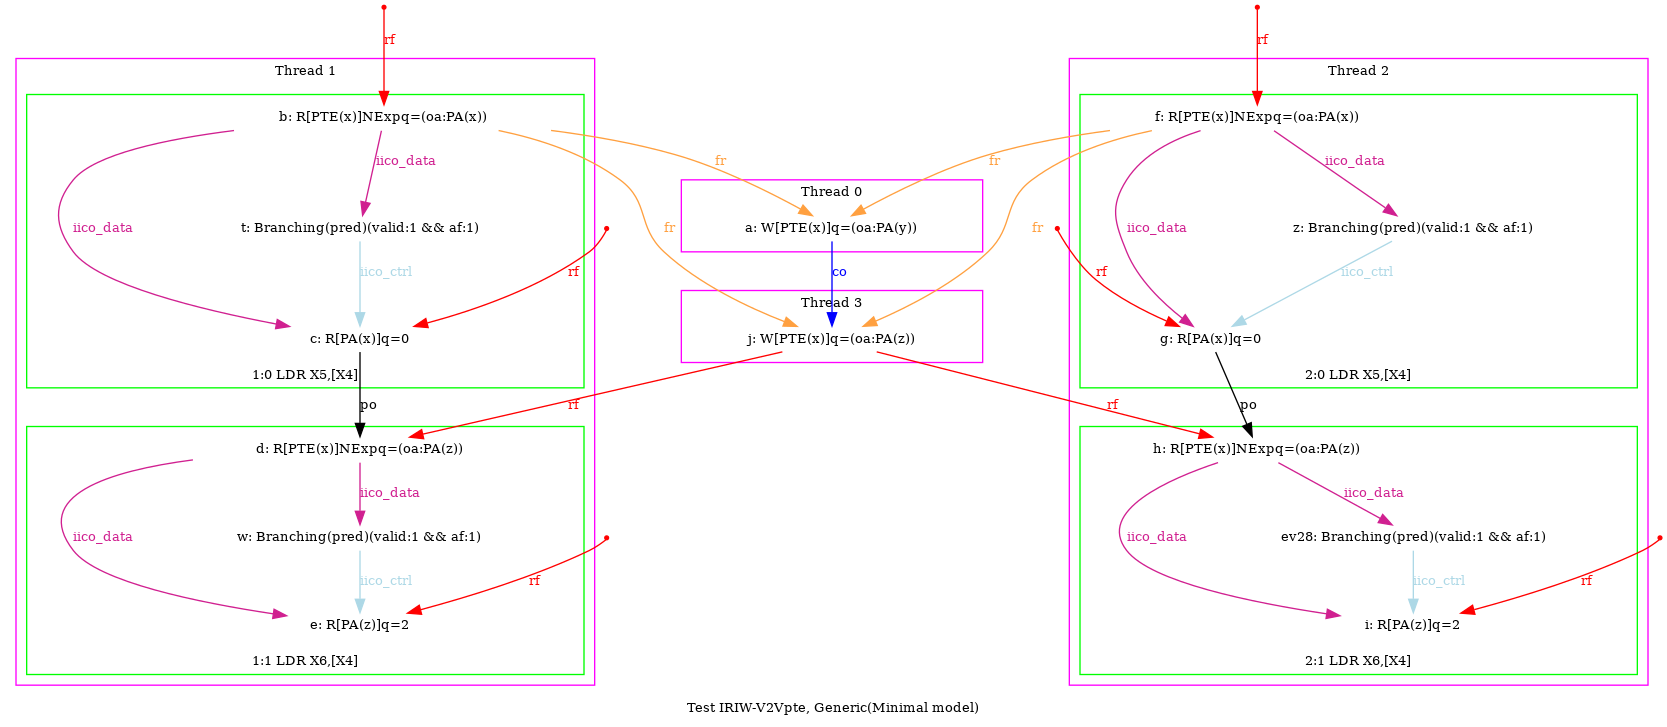 rf
rf
Thread 1
Thread 2
b: R[PTE(x)]NExpq=(oa:PA(x))
f: R[PTE(x)]NExpq=(oa:PA(x))
iico_data
fr
fr
iico_data
Thread 0
iico_data
t: Branching(pred)(valid:1 && af:1)
fr
a: W[PTE(x)]q=(oa:PA(y))
fr
iico_data
z: Branching(pred)(valid:1 && af:1)
iico_ctrl
rf
co
rf
iico_ctrl
Thread 3
c: R[PA(x)]q=0
j: W[PTE(x)]q=(oa:PA(z))
g: R[PA(x)]q=0
1:0 LDR X5,[X4]
2:0 LDR X5,[X4]
po
rf
rf
po
d: R[PTE(x)]NExpq=(oa:PA(z))
h: R[PTE(x)]NExpq=(oa:PA(z))
iico_data
iico_data
iico_data
w: Branching(pred)(valid:1 && af:1)
iico_data
ev28: Branching(pred)(valid:1 && af:1)
iico_ctrl
rf
iico_ctrl
rf
e: R[PA(z)]q=2
i: R[PA(z)]q=2
1:1 LDR X6,[X4]
2:1 LDR X6,[X4]
Test IRIW-V2Vpte, Generic(Minimal model)